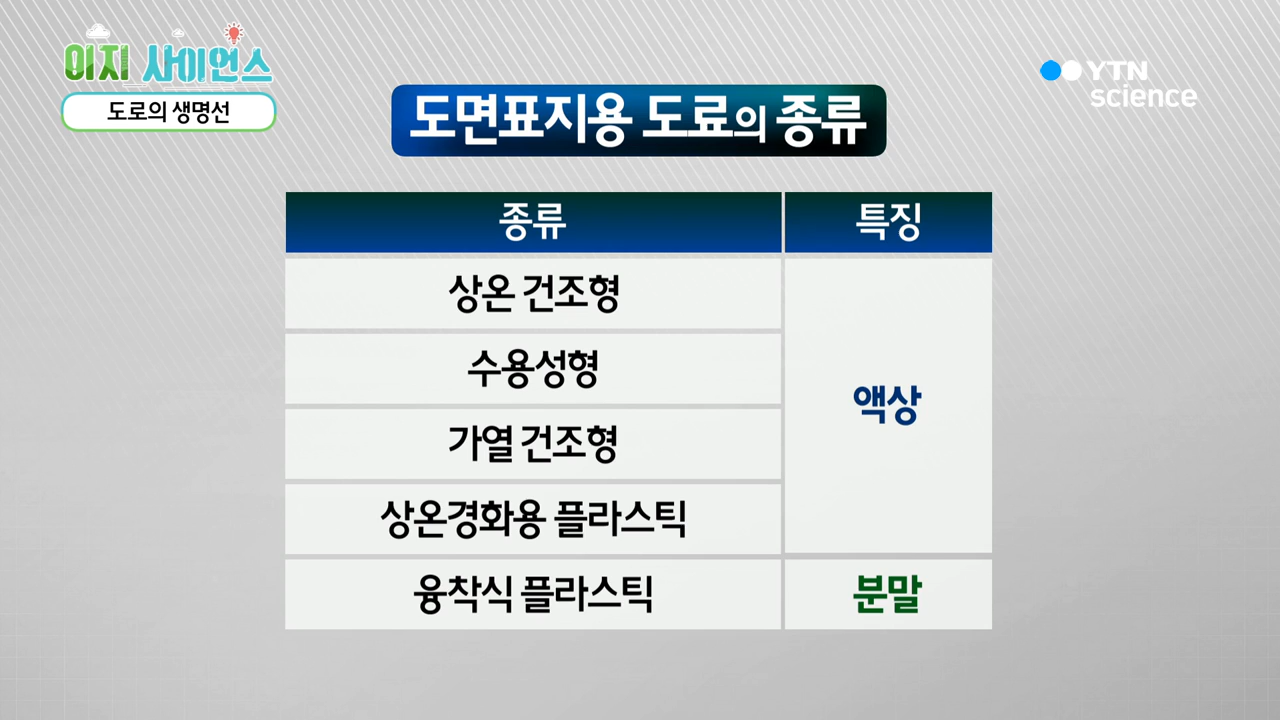 이지 사이언스
도로의 생명선
YTN
science
도면표지용 도료의 종류
종류
특징
상온 건조형
수용성형
가열 건조형
상온경화용 플라스틱
액상
융착식 플라스틱
분말